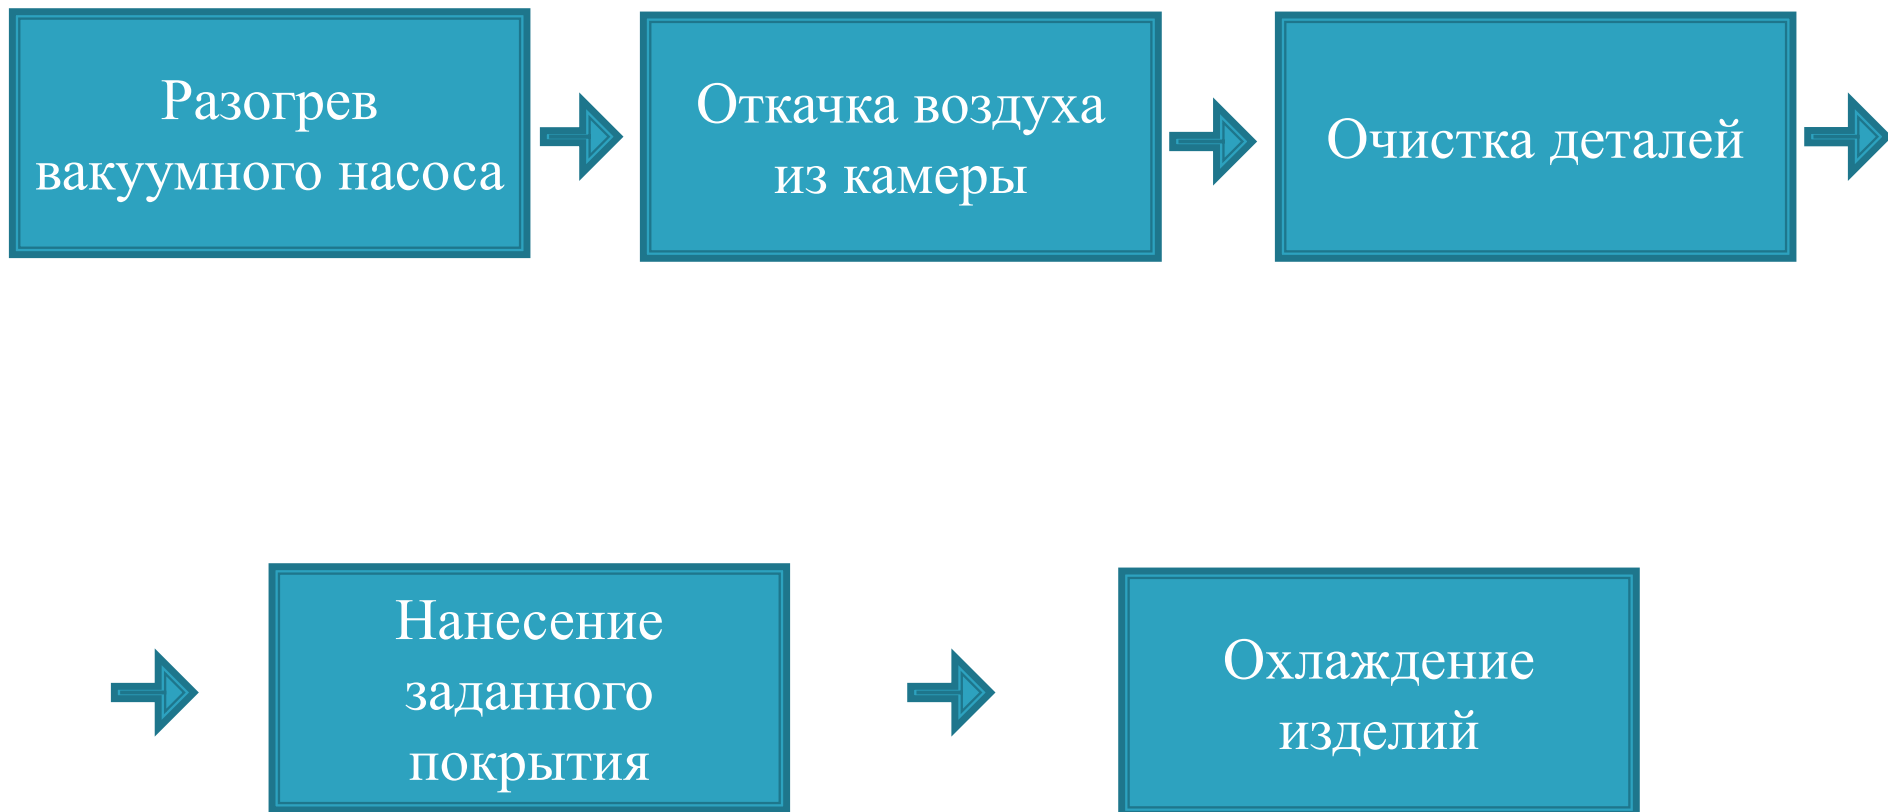 Разогрев
вакуумного насоса
Откачка воздуха
из камеры
Очистка деталей
Нанесение
заданного
покрытия
Охлаждение
изделий